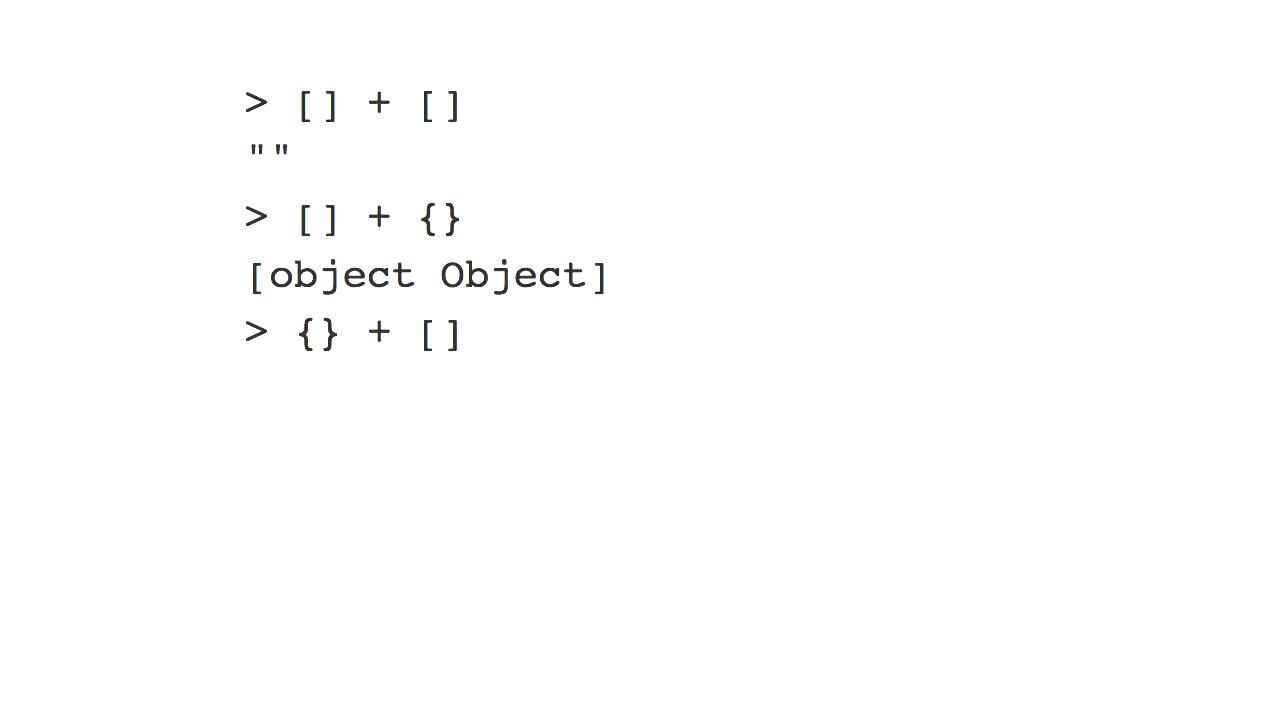 > [] + []
""
> [] + {}
[object Object]
> {} + []